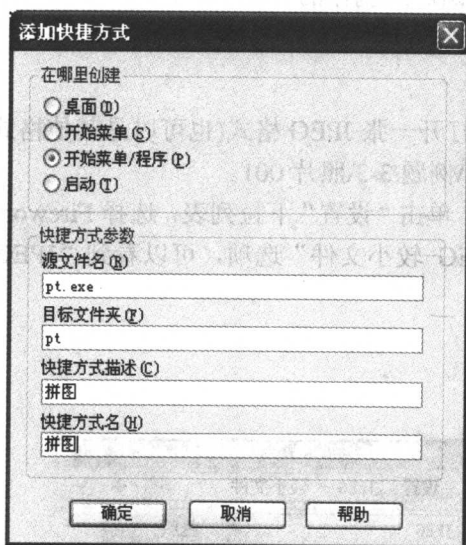 添加快捷方式
在哪里创建
桌面(D)
开始菜单(S)
开始菜单/程序(P)
启动(T)
快捷方式参数
源文件名(R)
pt.exe
目标文件夹(F)
pt
快捷方式描述(C)
拼图
快捷方式名(H)
拼图
确定
取消
帮助